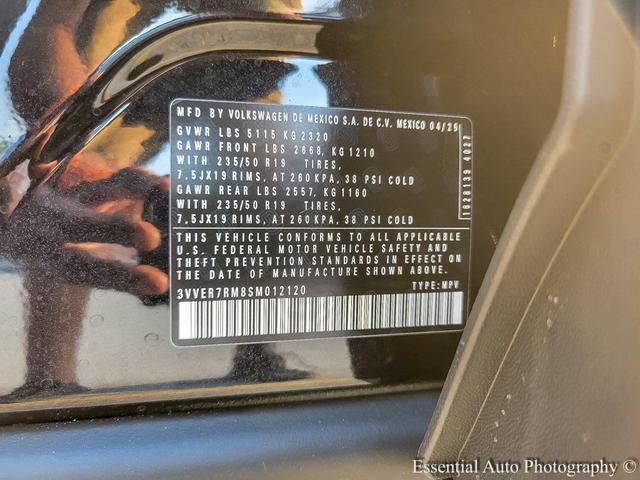 MFD BY VOLKSWAGEN DE MEXICO S.A. DE C.V. MEXICO 04/25
GVWR LBS 5115 KG 2320
GAWR FRONT LBS 2668, KG 1210
WITH 235/50 R19 TIRES,
7.5JX19 RIMS, AT 260 KPA, 38 PSI COLD
GAWR REAR LBS 2557, KG 1160
WITH 235/50 R19 TIRES,
7.5JX19 RIMS, AT 260 KPA, 38 PSI COLD
1628139 4027
THIS VEHICLE CONFORMS TO ALL APPLICABLE
U.S. FEDERAL MOTOR VEHICLE SAFETY AND
THEFT PREVENTION STANDARDS IN EFFECT ON
THE DATE OF MANUFACTURE SHOWN ABOVE.
3VVER7RM8SM012120 TYPE: MPV
Essential Auto Photography ©